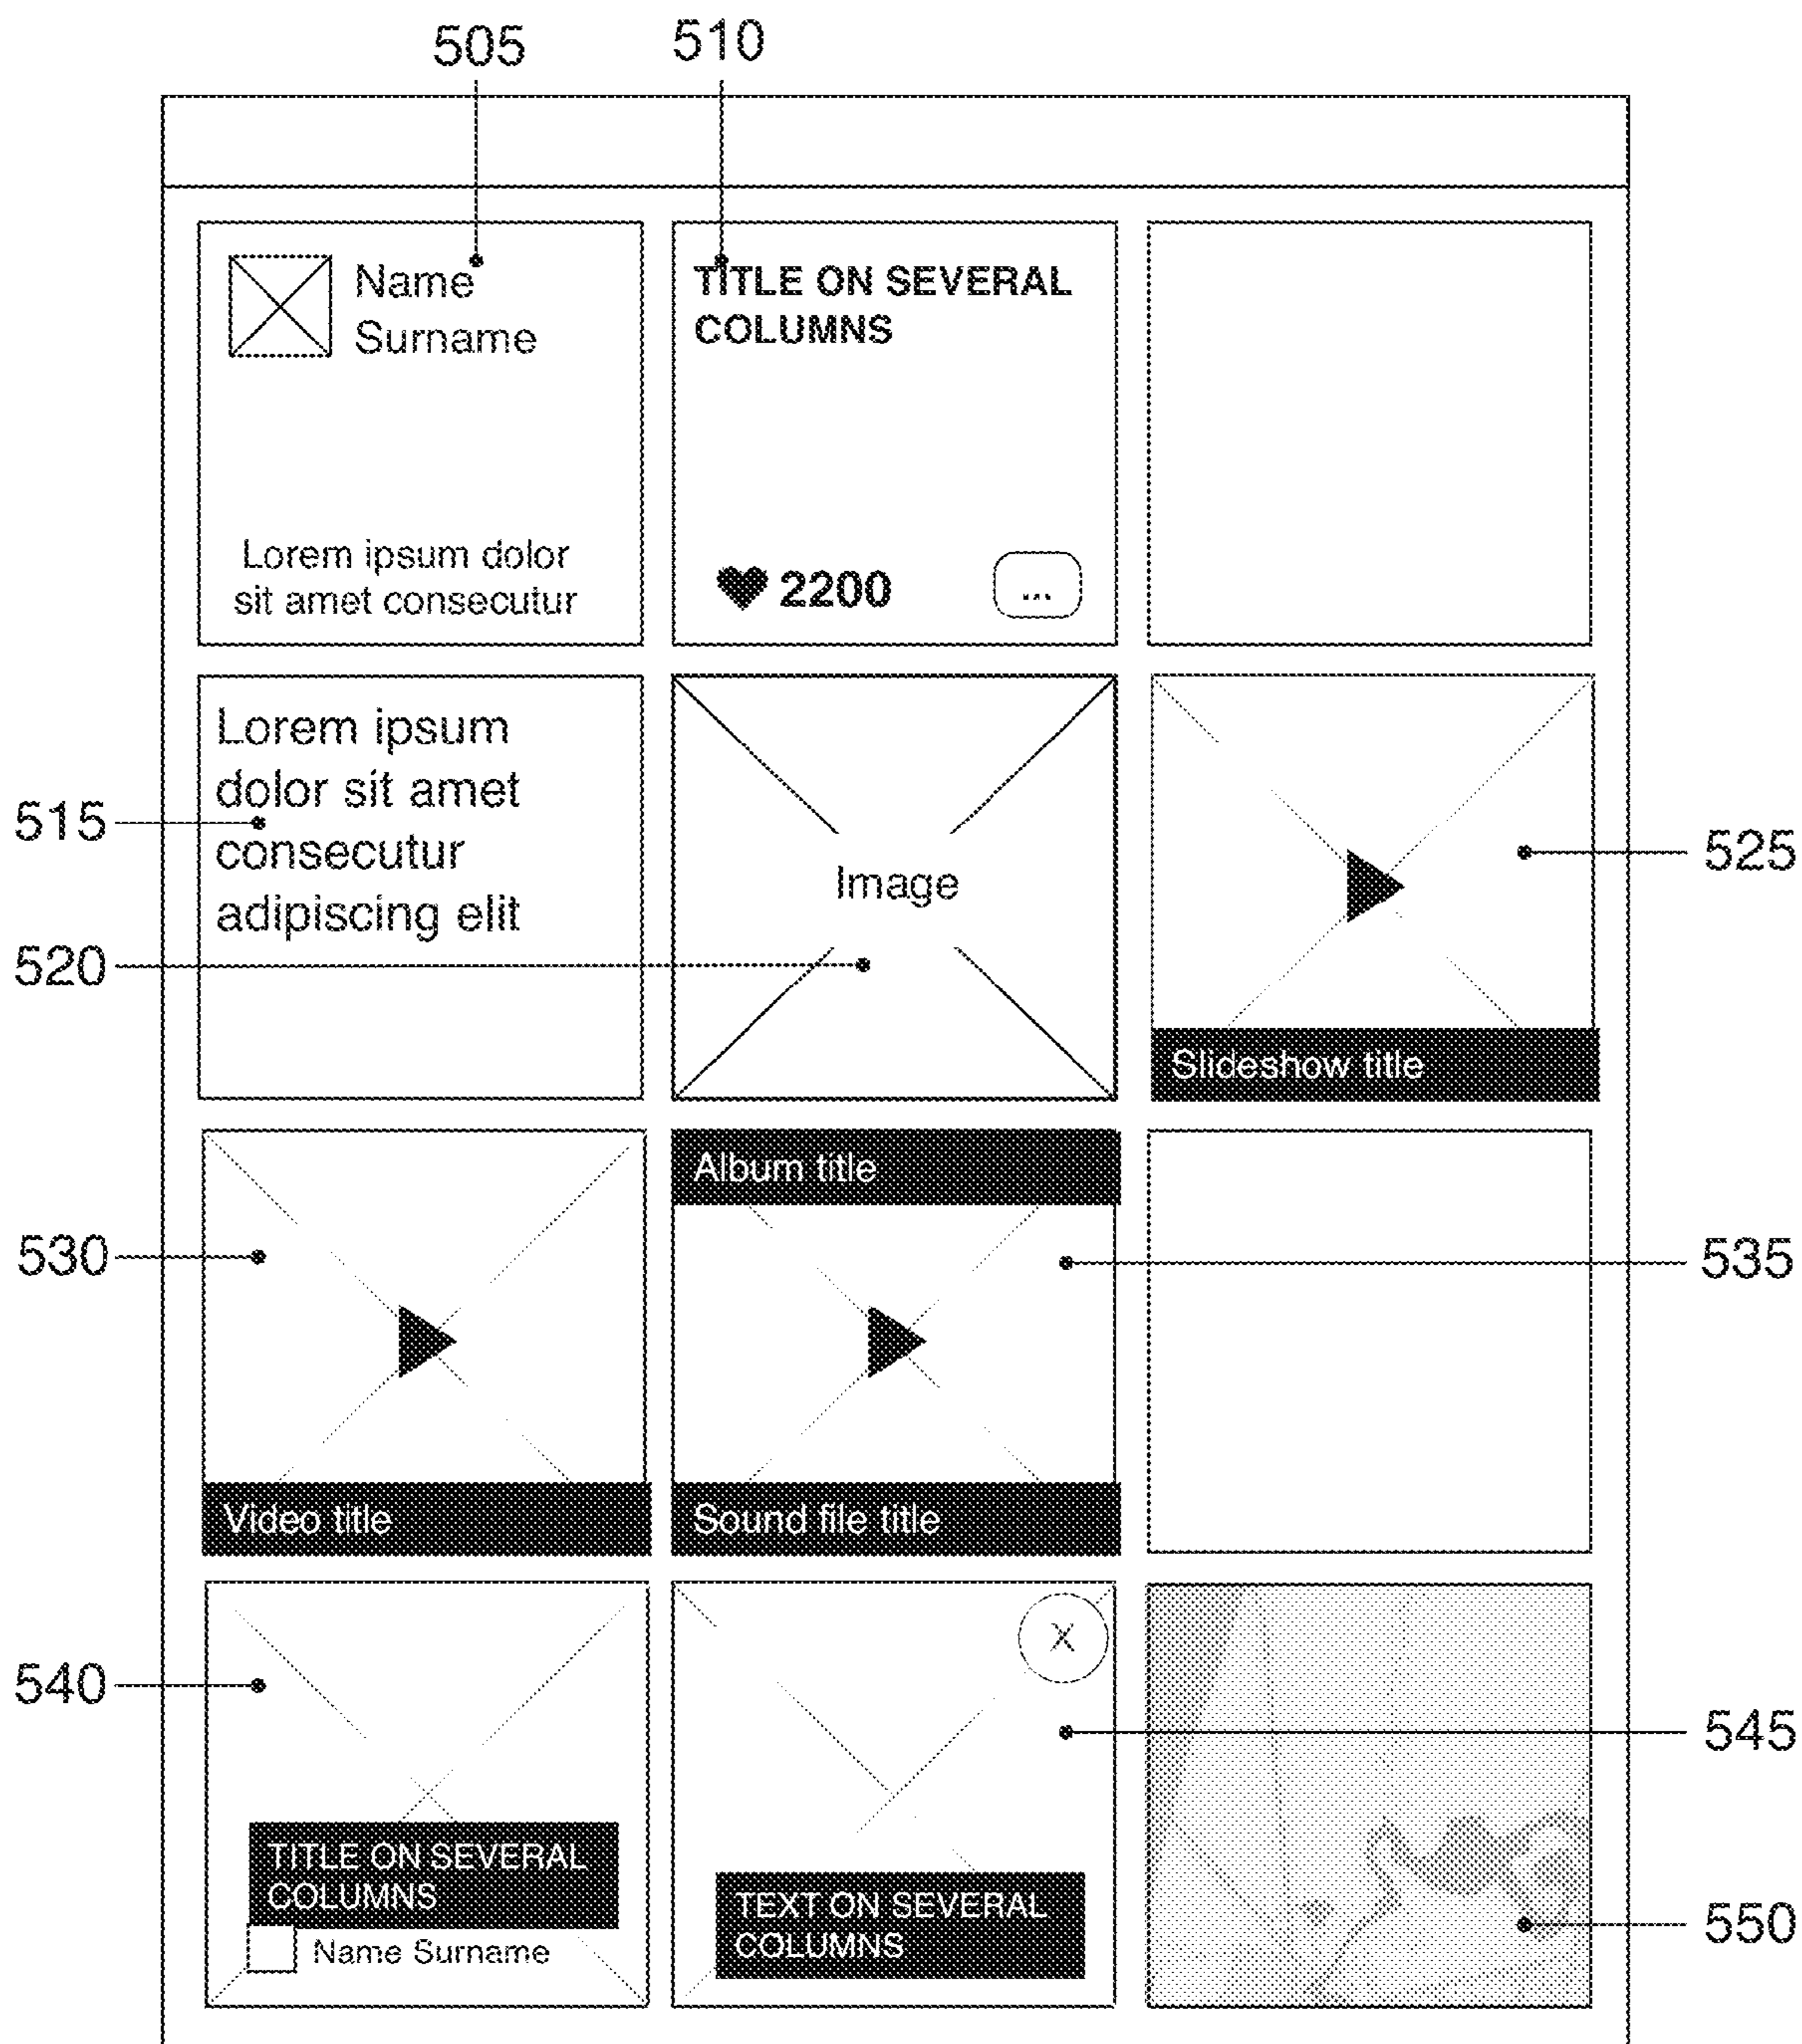 505
510
Name
Surname
Lorem ipsum dolor
sit amet consecutur
TITLE ON SEVERAL
COLUMNS
2200
...
515
Lorem ipsum
dolor sit amet
consecutur
adipiscing elit
520
Image
525
Slideshow title
530
Video title
Album title
Sound file title
535
540
TITLE ON SEVERAL
COLUMNS
Name Surname
X
TEXT ON SEVERAL
COLUMNS
545
550